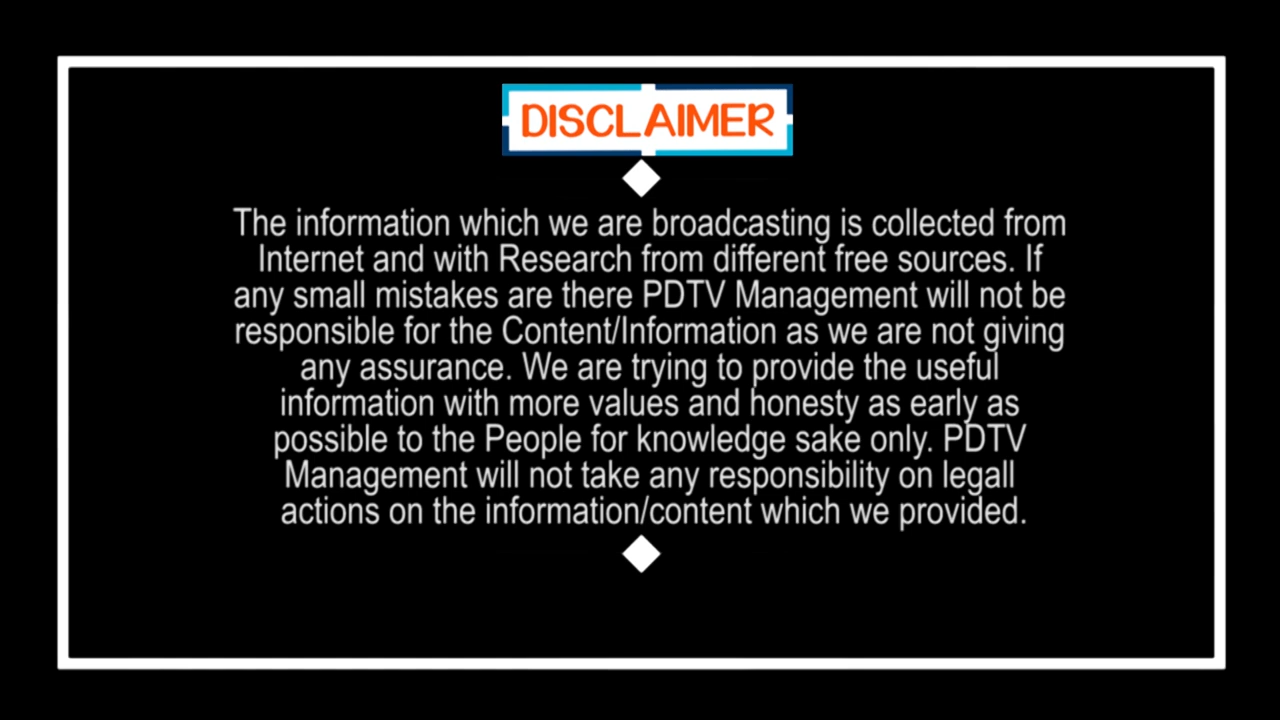 DISCLAIMER
The information which we are broadcasting is collected from
Internet and with Research from different free sources. If
any small mistakes are there PDTV Management will not be
responsible for the Content/Information as we are not giving
any assurance. We are trying to provide the useful
information with more values and honesty as early as
possible to the People for knowledge sake only. PDTV
Management will not take any responsibility on legall
actions on the information/content which we provided.